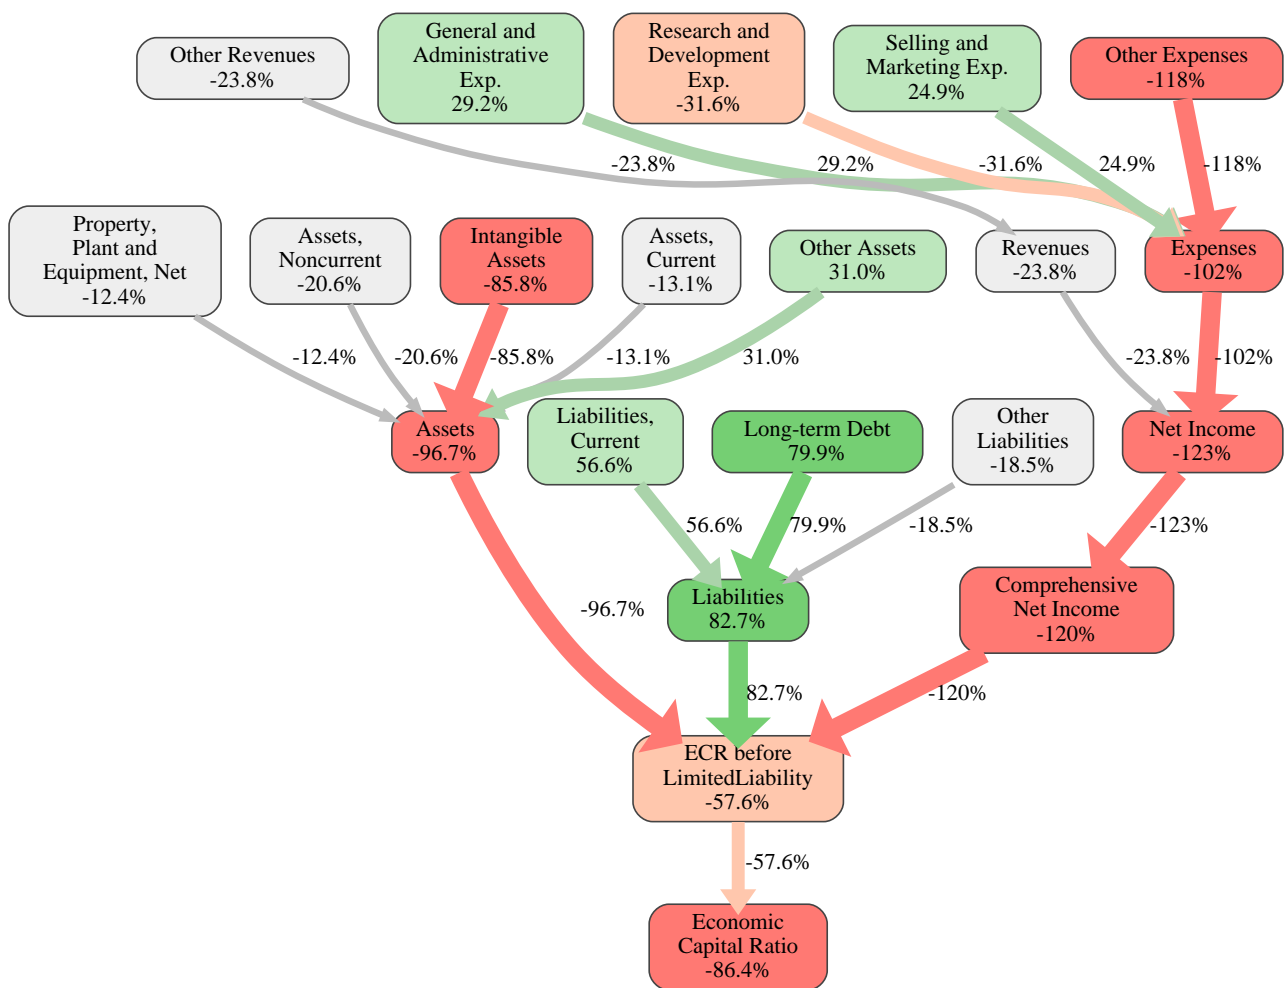 Other Revenues
-23.8%
General and
Administrative
Exp.
29.2%
Research and
Development
Exp.
-31.6%
Selling and
Marketing Exp.
24.9%
Other Expenses
-118%
-23.8%
29.2%
-31.6%
24.9%
-118%
Property,
Plant and
Equipment, Net
-12.4%
Assets,
Noncurrent
-20.6%
Intangible
Assets
-85.8%
Assets,
Current
-13.1%
Other Assets
31.0%
Revenues
-23.8%
Expenses
-102%
-12.4%
-20.6%
-85.8%
-13.1%
31.0%
-23.8%
-102%
Assets
-96.7%
Liabilities,
Current
56.6%
Long-term Debt
79.9%
Other
Liabilities
-18.5%
Net Income
-123%
56.6%
79.9%
-18.5%
-123%
-96.7%
Liabilities
82.7%
Comprehensive
Net Income
-120%
82.7%
-120%
ECR before
LimitedLiability
-57.6%
-57.6%
Economic
Capital Ratio
-86.4%